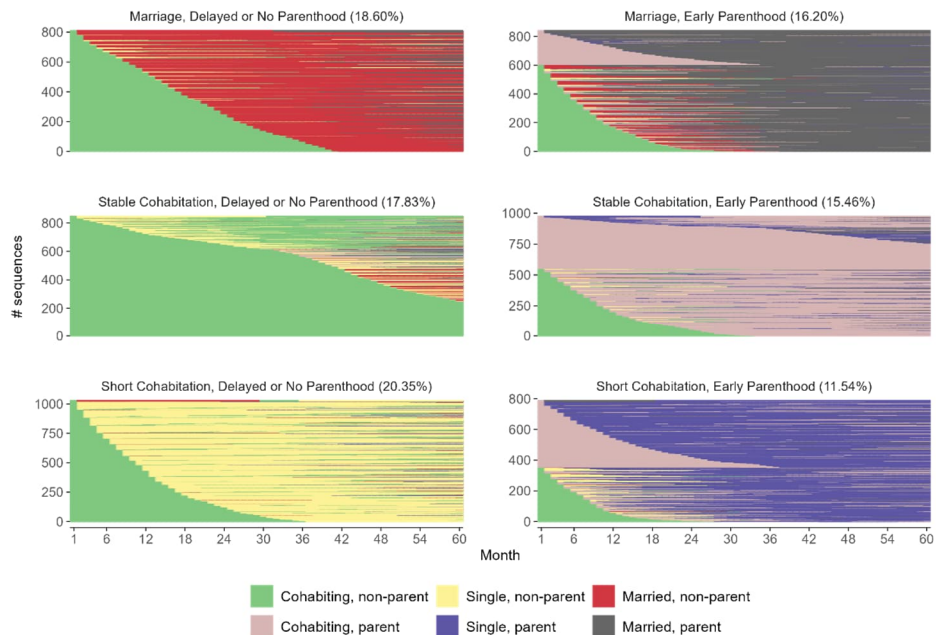 Marriage, Delayed or No Parenthood (18.60%)
800
600
400
200
0
Marriage, Early Parenthood (16.20%)
800
600
400
200
0
Stable Cohabitation, Delayed or No Parenthood (17.83%)
800
600
400
200
0
Stable Cohabitation, Early Parenthood (15.46%)
1000
750
500
250
0
# sequences
Short Cohabitation, Delayed or No Parenthood (20.35%)
1000
750
500
250
0
1 6 12 18 24 30 36 42 48 54 60
Short Cohabitation, Early Parenthood (11.54%)
800
600
400
200
0
1 6 12 18 24 30 36 42 48 54 60
Month
Cohabiting, non-parent Single, non-parent Married, non-parent
Cohabiting, parent Single, parent Married, parent